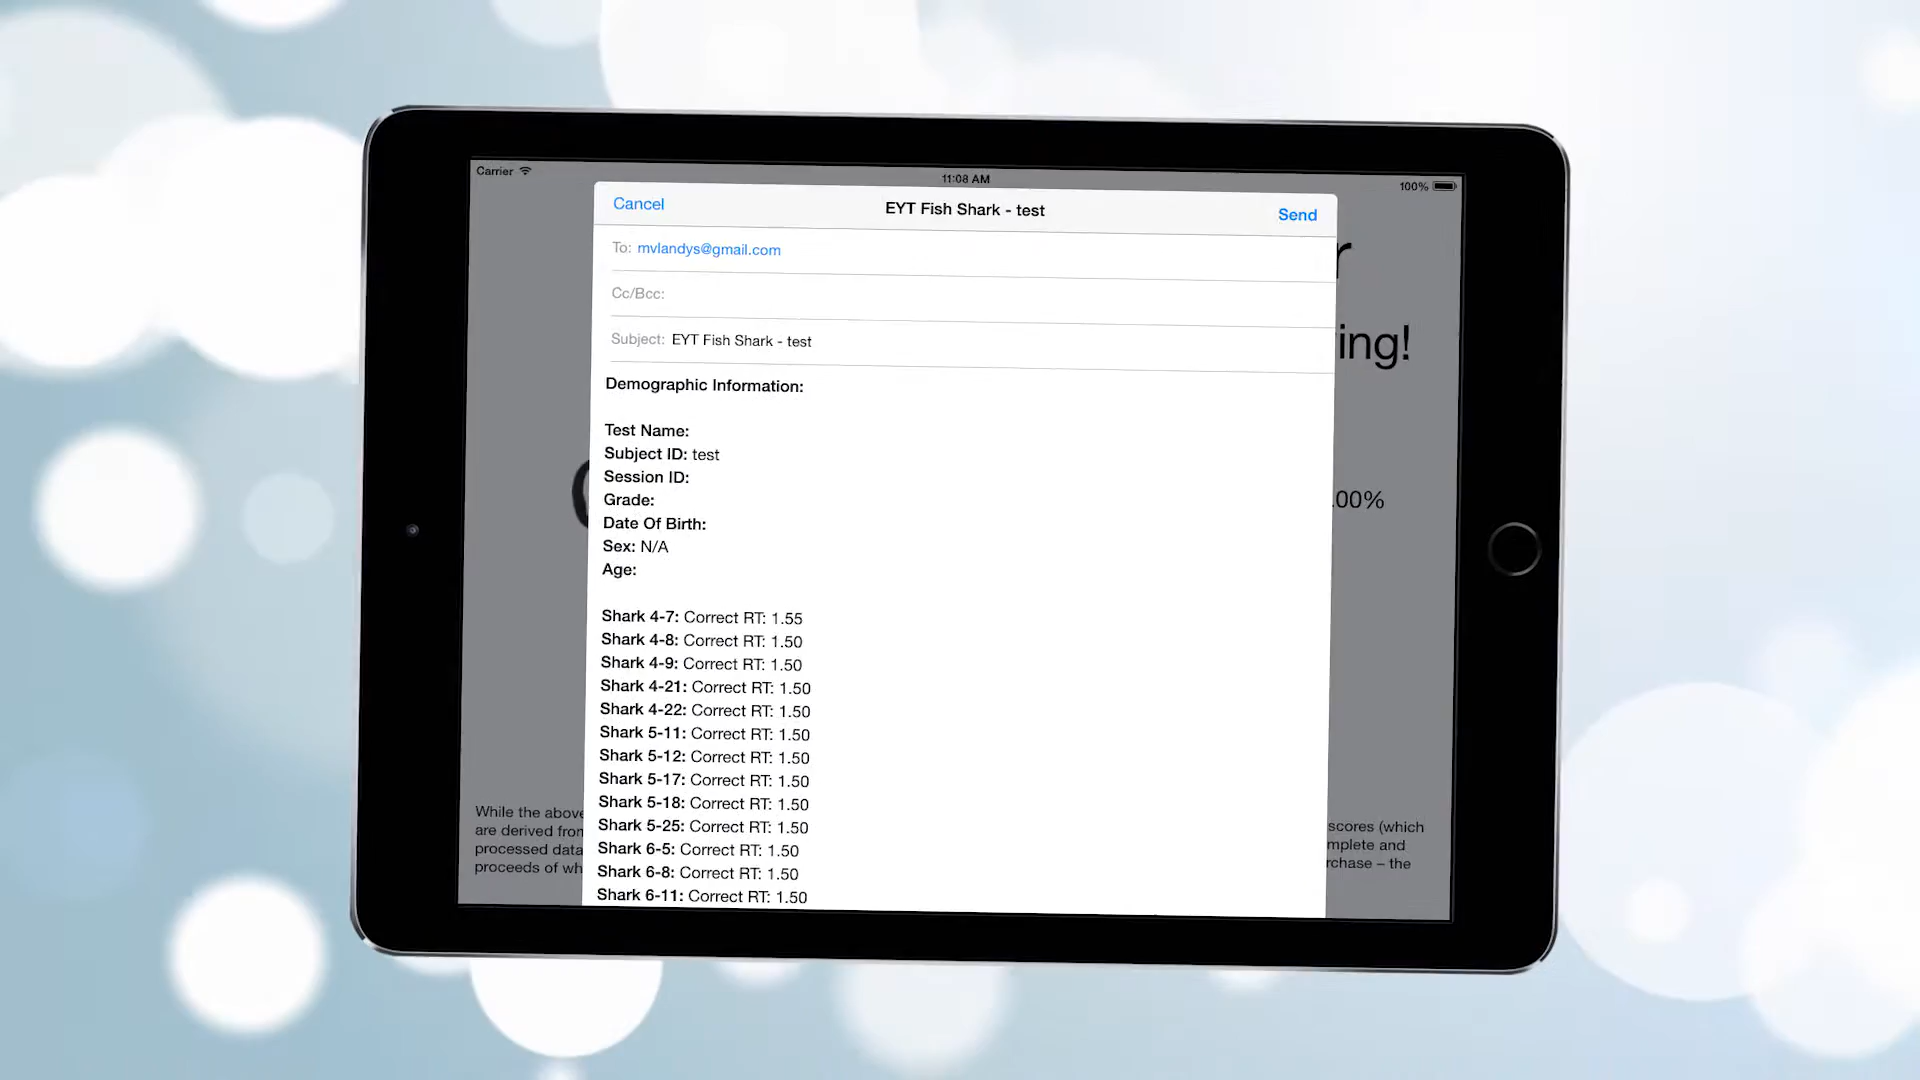 Carrier
11:08 AM
100%
Cancel
EYT Fish Shark - test
Send
To: mvlandys@gmail.com
Cc/Bcc:
Subject: EYT Fish Shark - test
ing!
.00%
Demographic Information:
Test Name:
Subject ID: test
Session ID:
Grade:
Date Of Birth:
Sex: N/A
Age:
Shark 4-7: Correct RT: 1.55
Shark 4-8: Correct RT: 1.50
Shark 4-9: Correct RT: 1.50
Shark 4-21: Correct RT: 1.50
Shark 4-22: Correct RT: 1.50
Shark 5-11: Correct RT: 1.50
Shark 5-12: Correct RT: 1.50
Shark 5-17: Correct RT: 1.50
Shark 5-18: Correct RT: 1.50
Shark 5-25: Correct RT: 1.50
Shark 6-5: Correct RT: 1.50
Shark 6-8: Correct RT: 1.50
Shark 6-11: Correct RT: 1.50
While the above scores (which
are derived from mplete and
processed data rchase – the
proceeds of wh